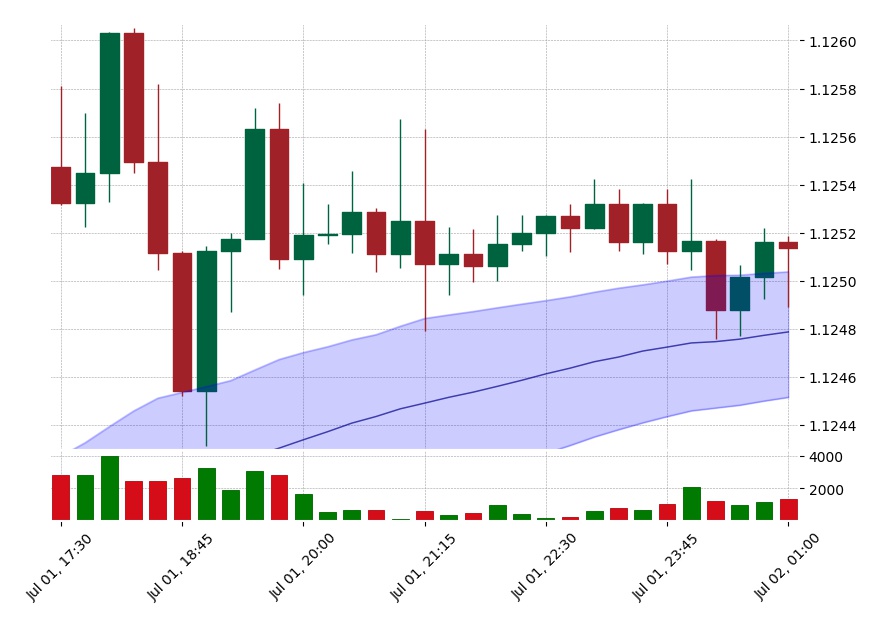 1.1260
1.1258
1.1256
1.1254
1.1252
1.1250
1.1248
1.1246
1.1244
4000
2000
Jul 01, 17:30
Jul 01, 18:45
Jul 01, 20:00
Jul 01, 21:15
Jul 01, 22:30
Jul 01, 23:45
Jul 02, 01:00